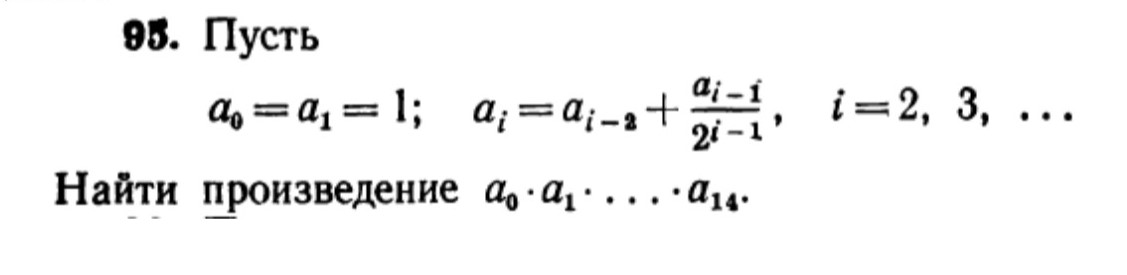 95. Пусть
a₀ = a₁ = 1; aᵢ = aᵢ₋₂ + aᵢ₋₁/2ⁱ⁻¹, i = 2, 3, ...
Найти произведение a₀·a₁·....·a₁₄.